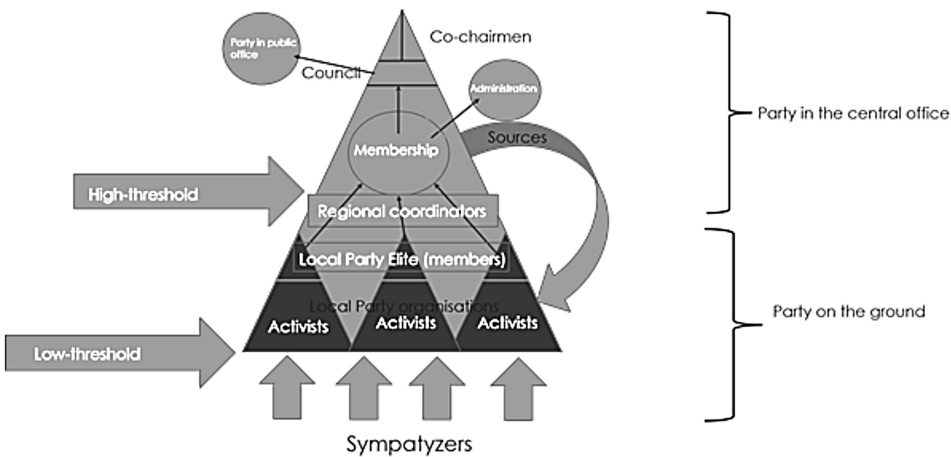 Co-chairmen
Party in public
office
Council
Administration
Party in the central office
Sources
Membership
High-threshold
Regional coordinators
Local Party Elite (members)
Local Party organisations
Party on the ground
Activists
Activists
Activists
Low-threshold
Sympatyzers